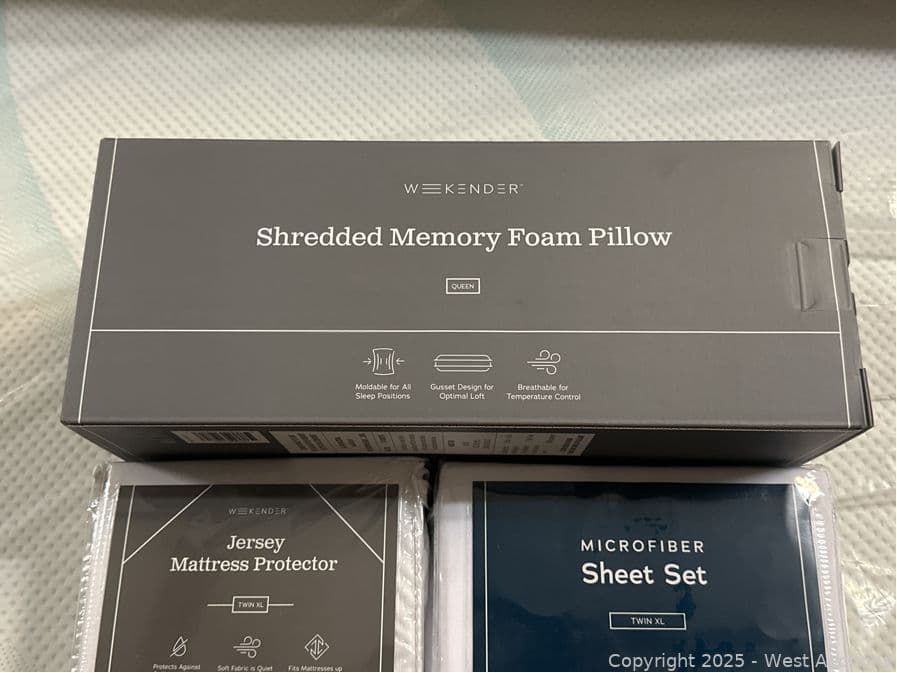 WEEKENDER
Shredded Memory Foam Pillow
QUEEN
Moldable for All
Sleep Positions
Gusset Design for
Optimal Loft
Breathable for
Temperature Control
WEEKENDER
Jersey
Mattress Protector
TWIN XL
Protects Against
Soft Fabric is Quiet
Fits Mattresses up
MICROFIBER
Sheet Set
TWIN XL
Copyright 2025 - West A